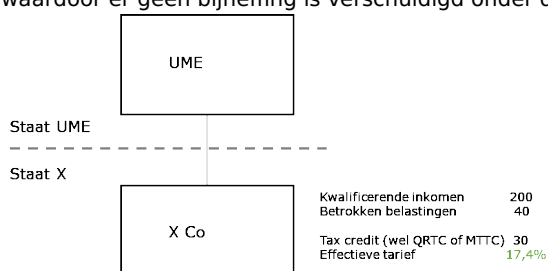 waardoor er geen bijheffing is verschuldigd onder d
UME
Staat UME
Staat X
Kwalificerende inkomen 200
Betrokken belastingen 40
X Co
Tax credit (wel QRTC of MTTC) 30
Effectieve tarief 17,4%